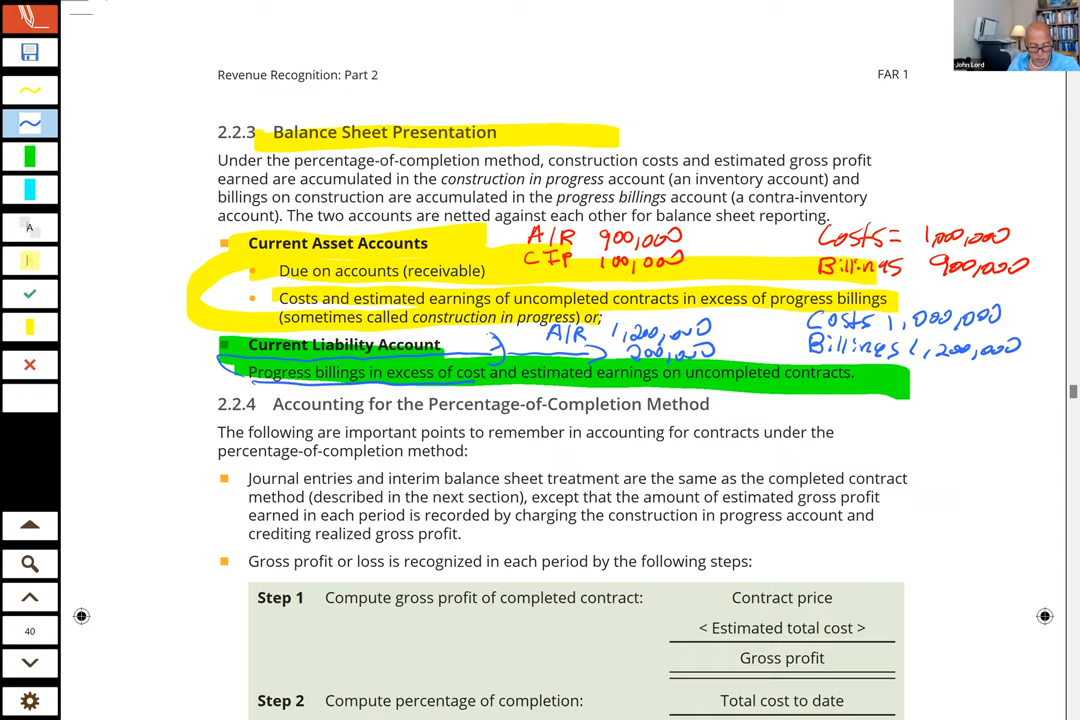 John Lord
Revenue Recognition: Part 2
FAR 1
2.2.3 Balance Sheet Presentation
Under the percentage-of-completion method, construction costs and estimated gross profit
earned are accumulated in the construction in progress account (an inventory account) and
billings on construction are accumulated in the progress billings account (a contra-inventory
account). The two accounts are netted against each other for balance sheet reporting.
Current Asset Accounts
A/R 900,000
Costs = 1,000,000
CIP 100,000
Billings 900,000
Due on accounts (receivable)
Costs and estimated earnings of uncompleted contracts in excess of progress billings
(sometimes called construction in progress) or;
Costs 1,000,000
A/R 1,200,000
Current Liability Account
200,000
Billings 1,200,000
Progress billings in excess of cost and estimated earnings on uncompleted contracts.
2.2.4 Accounting for the Percentage-of-Completion Method
The following are important points to remember in accounting for contracts under the
percentage-of-completion method:
Journal entries and interim balance sheet treatment are the same as the completed contract
method (described in the next section), except that the amount of estimated gross profit
earned in each period is recorded by charging the construction in progress account and
crediting realized gross profit.
Gross profit or loss is recognized in each period by the following steps:
Step 1 Compute gross profit of completed contract: Contract price
< Estimated total cost >
Gross profit
Step 2 Compute percentage of completion: Total cost to date
A
40